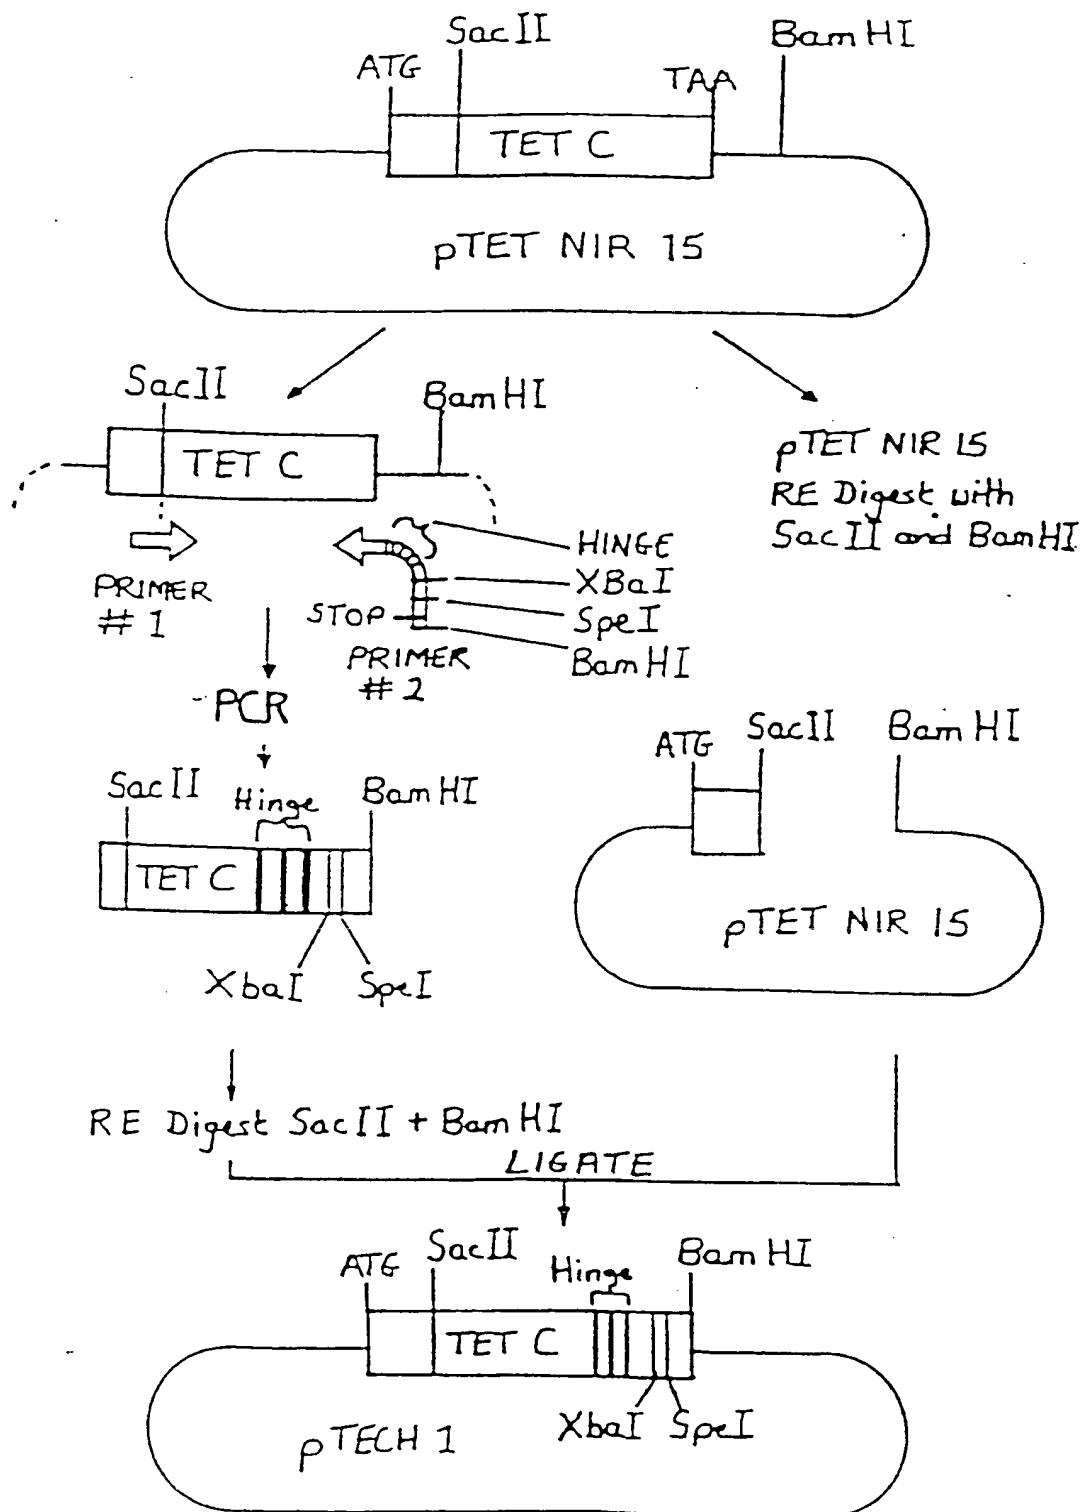 SacII
BamHI
ATG
TAA
TET C
pTET NIR 15
SacII
BamHI
TET C
pTET NIR 15
RE Digest with
SacII and BamHI
HINGE
XBaI
SpeI
BamHI
STOP
PRIMER
# 1
PRIMER
# 2
PCR
SacII
Hinge
BamHI
TET C
XbaI
SpeI
ATG
SacII
BamHI
pTET NIR 15
RE Digest SacII + BamHI
LIGATE
ATG
SacII
Hinge
BamHI
TET C
XbaI
SpeI
pTECH 1